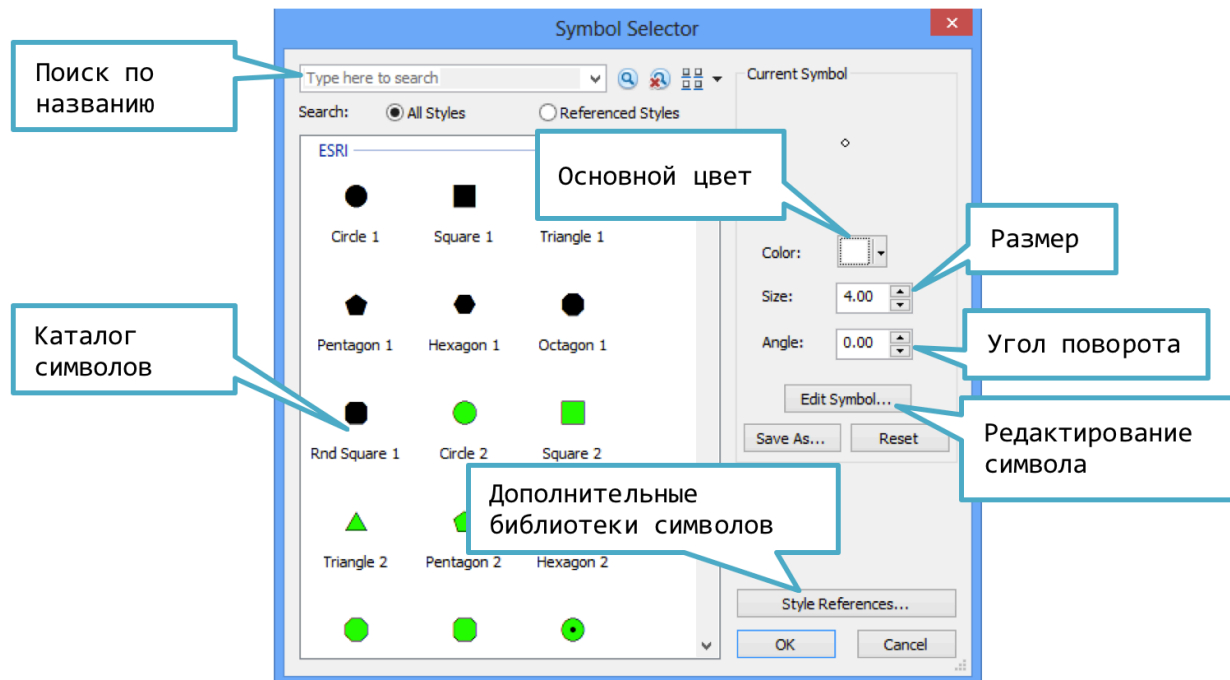 Symbol Selector
Поиск по
названию
Type here to search
Current Symbol
Search:
All Styles
Referenced Styles
ESRI
Основной цвет
Circle 1
Square 1
Triangle 1
Color:
Размер
Size:
4.00
Pentagon 1
Hexagon 1
Octagon 1
Angle:
0.00
Угол поворота
Каталог
символов
Edit Symbol...
Save As...
Reset
Редактирование
символа
Rnd Square 1
Circle 2
Square 2
Дополнительные
библиотеки символов
Triangle 2
Pentagon 2
Hexagon 2
Style References...
OK
Cancel